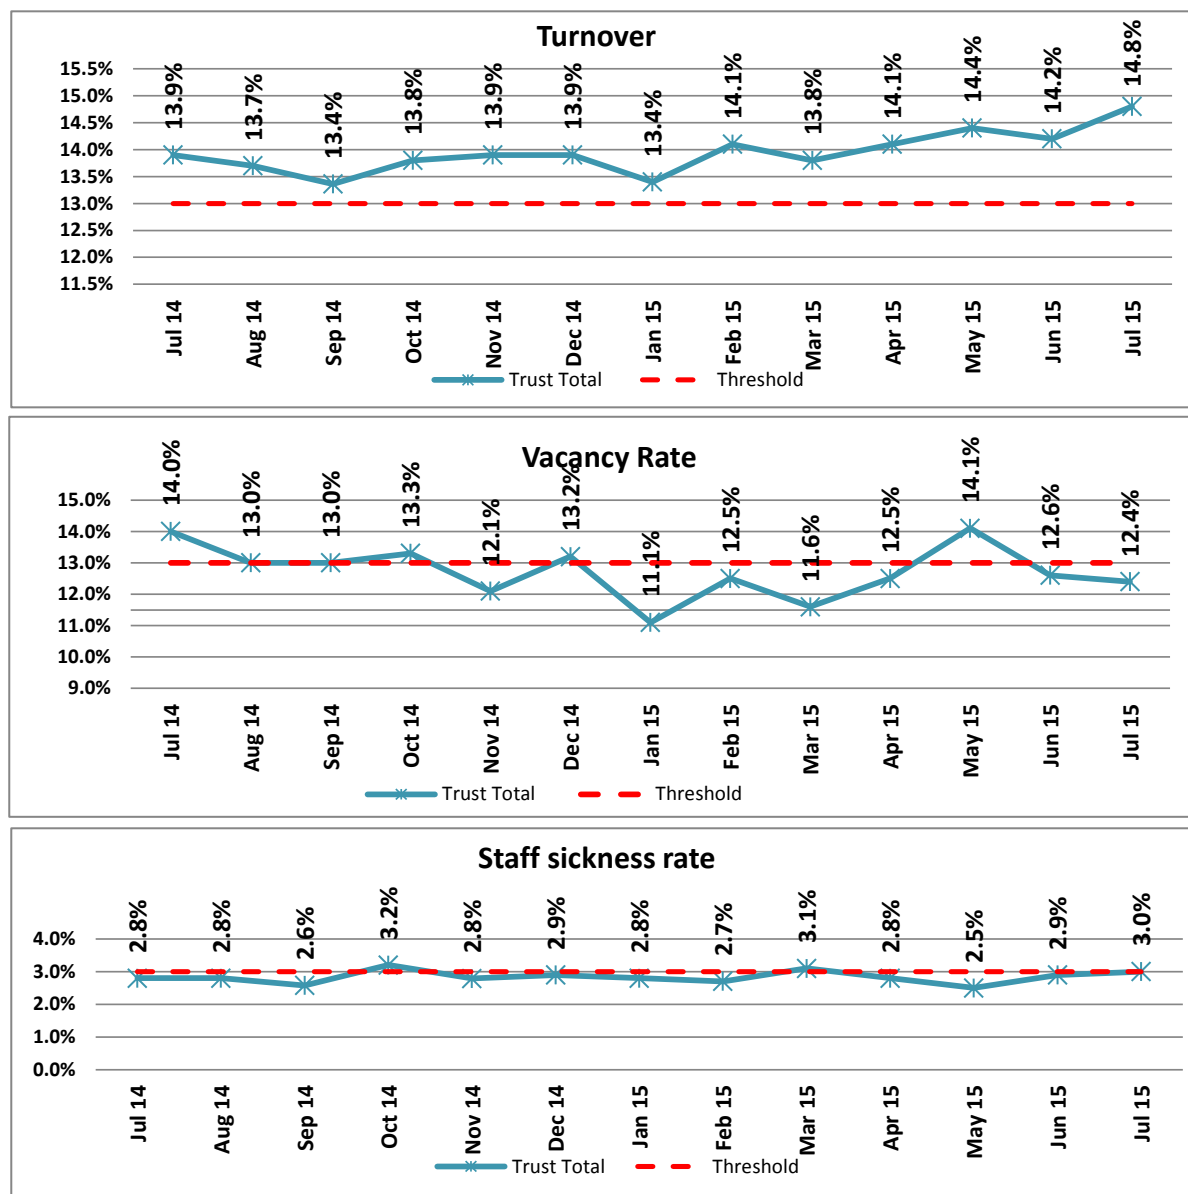 Turnover
13.9% 13.7% 13.4% 13.8% 13.9% 13.9% 13.4% 14.1% 13.8% 14.1% 14.4% 14.2% 14.8%
15.5%
15.0%
14.5%
14.0%
13.5%
13.0%
12.5%
12.0%
11.5%
Jul 14 Aug 14 Sep 14 Oct 14 Nov 14 Dec 14 Jan 15 Feb 15 Mar 15 Apr 15 May 15 Jun 15 Jul 15
Trust Total Threshold
Vacancy Rate
14.0% 13.0% 13.0% 13.3% 12.1% 13.2% 11.1% 12.5% 11.6% 12.5% 14.1% 12.6% 12.4%
15.0%
14.0%
13.0%
12.0%
11.0%
10.0%
9.0%
Jul 14 Aug 14 Sep 14 Oct 14 Nov 14 Dec 14 Jan 15 Feb 15 Mar 15 Apr 15 May 15 Jun 15 Jul 15
Trust Total Threshold
Staff sickness rate
2.8% 2.8% 2.6% 3.2% 2.8% 2.9% 2.8% 2.7% 3.1% 2.8% 2.5% 2.9% 3.0%
4.0%
3.0%
2.0%
1.0%
0.0%
Jul 14 Aug 14 Sep 14 Oct 14 Nov 14 Dec 14 Jan 15 Feb 15 Mar 15 Apr 15 May 15 Jun 15 Jul 15
Trust Total Threshold